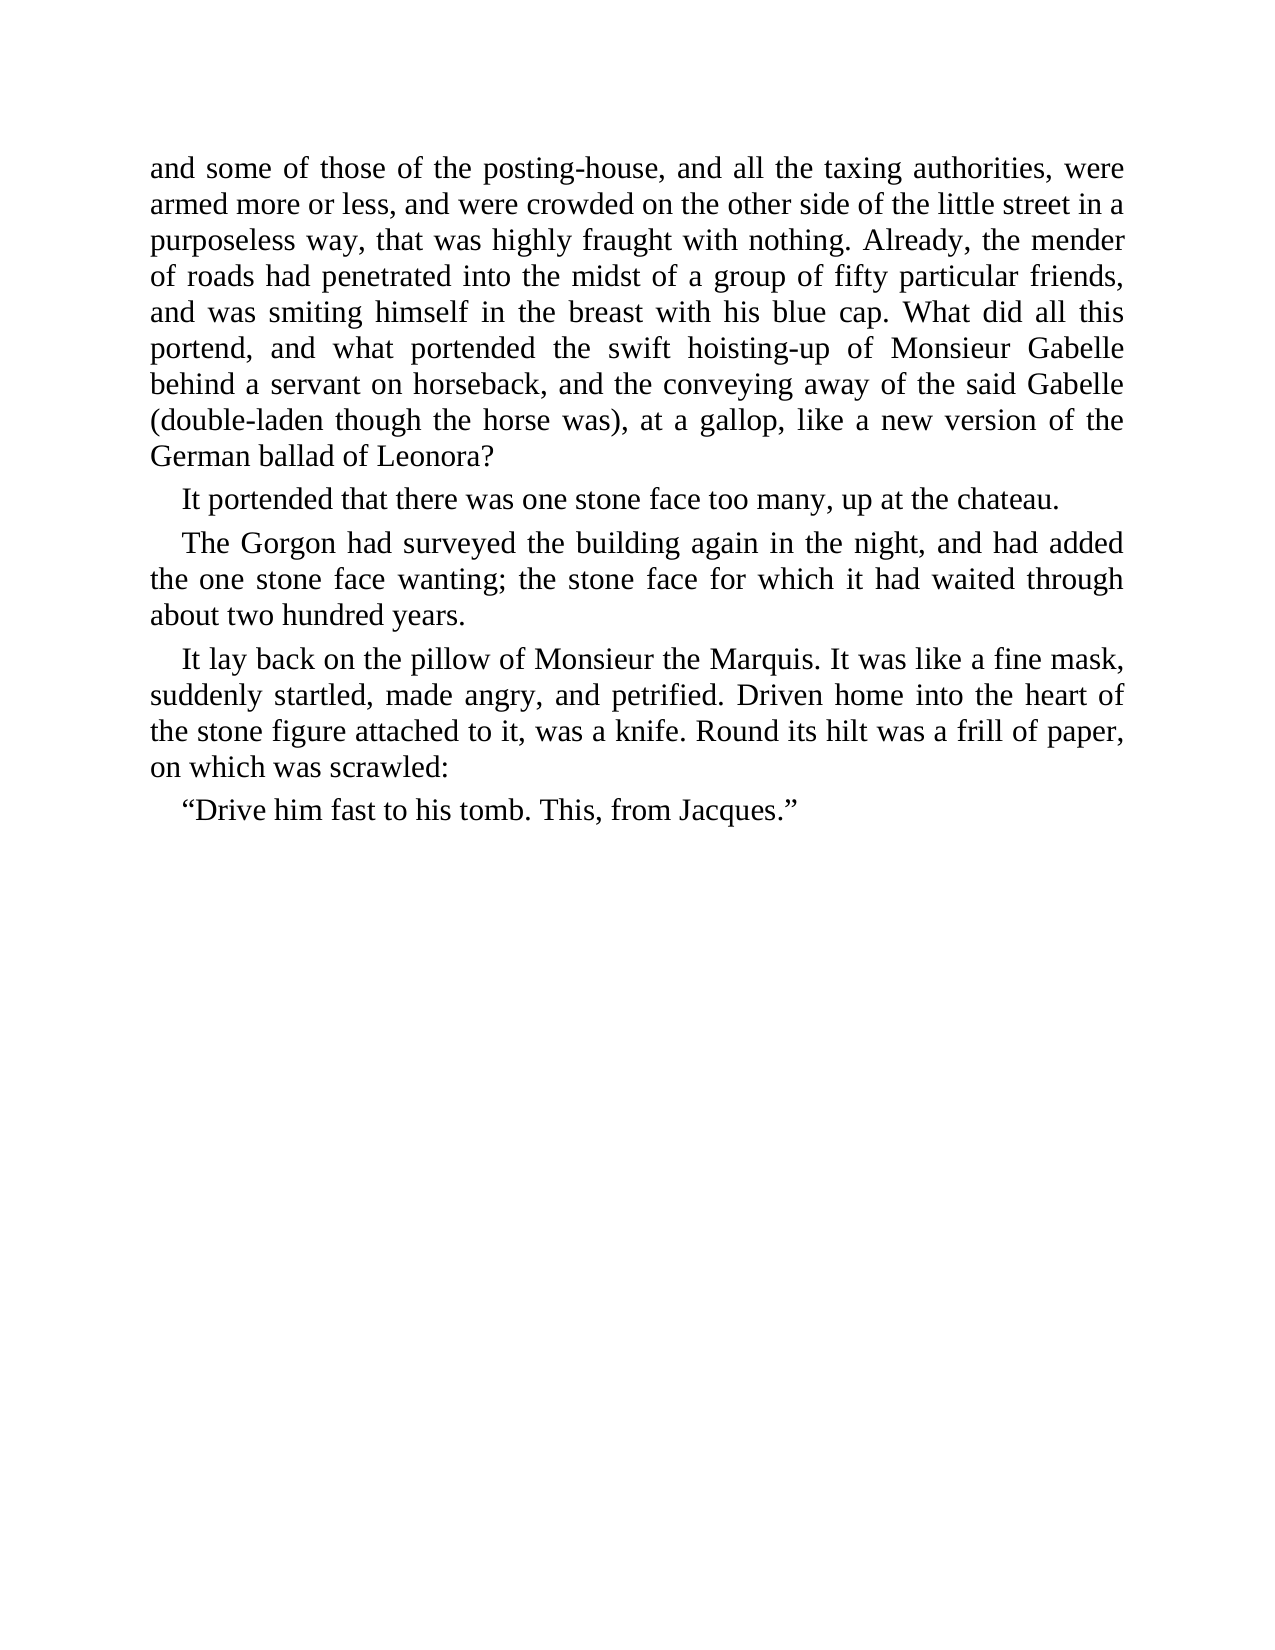 and some of those of the posting-house, and all the taxing authorities, were
armed more or less, and were crowded on the other side of the little street in a
purposeless way, that was highly fraught with nothing. Already, the mender
of roads had penetrated into the midst of a group of fifty particular friends,
and was smiting himself in the breast with his blue cap. What did all this
portend, and what portended the swift hoisting-up of Monsieur Gabelle
behind a servant on horseback, and the conveying away of the said Gabelle
(double-laden though the horse was), at a gallop, like a new version of the
German ballad of Leonora?
It portended that there was one stone face too many, up at the chateau.
The Gorgon had surveyed the building again in the night, and had added
the one stone face wanting; the stone face for which it had waited through
about two hundred years.
It lay back on the pillow of Monsieur the Marquis. It was like a fine mask,
suddenly startled, made angry, and petrified. Driven home into the heart of
the stone figure attached to it, was a knife. Round its hilt was a frill of paper,
on which was scrawled:
“Drive him fast to his tomb. This, from Jacques.”